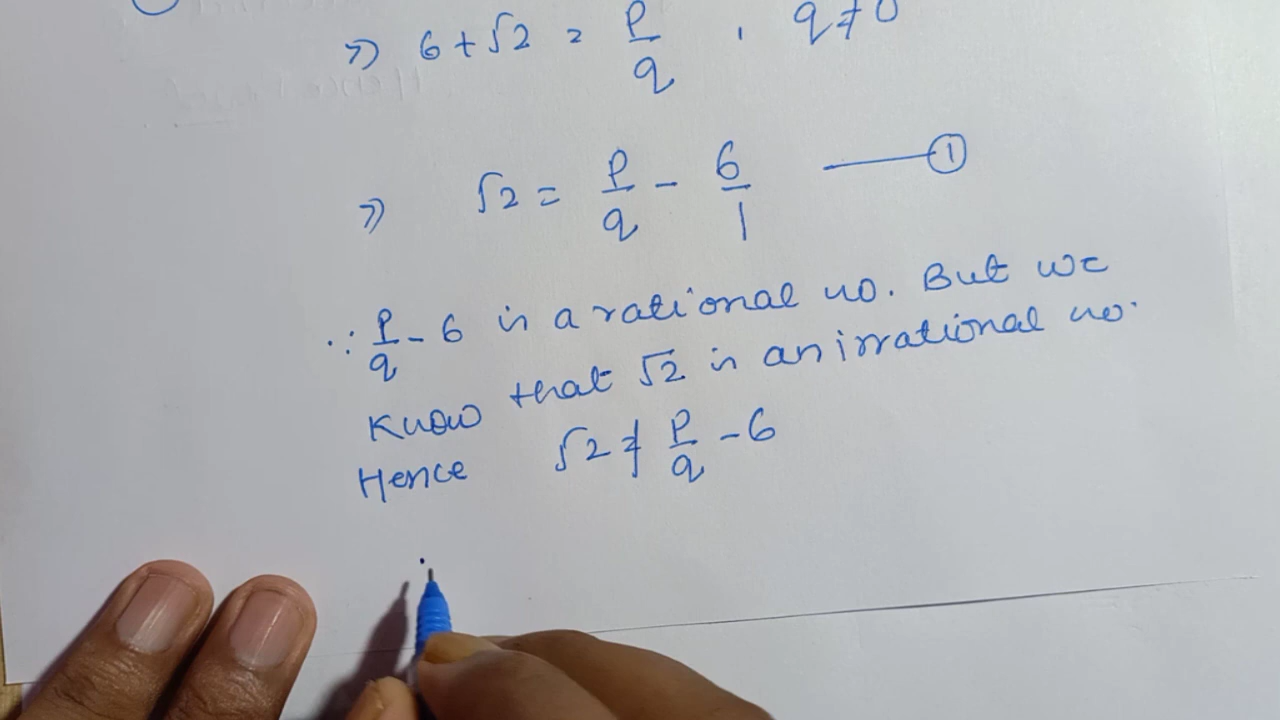 ⇒ 6+√2 = P/q , q≠0
⇒ √2 = P/q - 6/1 —— ①
∵ P/q - 6 is a rational no. But we
Know that √2 is an irrational no.
Hence √2 ≠ P/q - 6